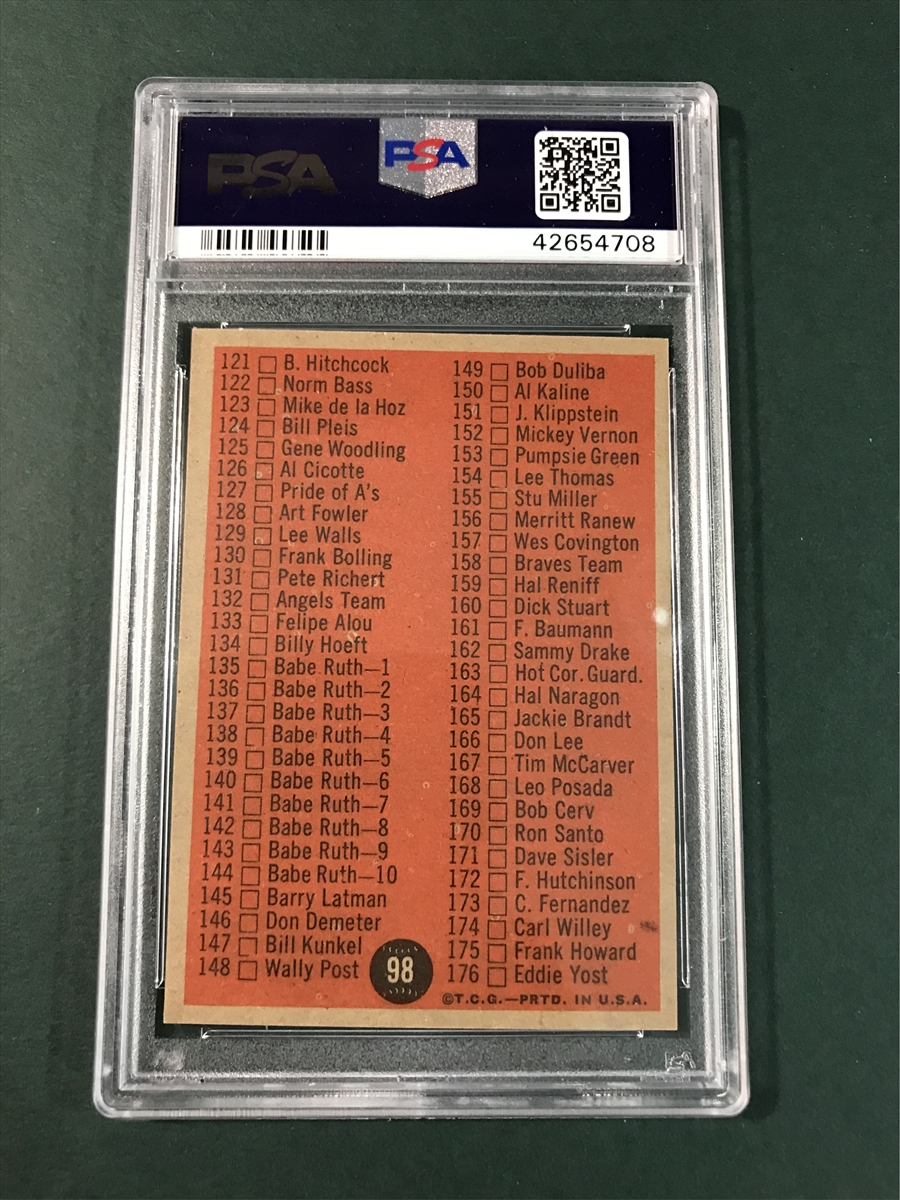 PSA
PSA
42654708
121 B. Hitchcock
122 Norm Bass
123 Mike de la Hoz
124 Bill Pleis
125 Gene Woodling
126 Al Cicotte
127 Pride of A's
128 Art Fowler
129 Lee Walls
130 Frank Bolling
131 Pete Richert
132 Angels Team
133 Felipe Alou
134 Billy Hoeft
135 Babe Ruth—1
136 Babe Ruth—2
137 Babe Ruth—3
138 Babe Ruth—4
139 Babe Ruth—5
140 Babe Ruth—6
141 Babe Ruth—7
142 Babe Ruth—8
143 Babe Ruth—9
144 Babe Ruth—10
145 Barry Latman
146 Don Demeter
147 Bill Kunkel
148 Wally Post
149 Bob Duliba
150 Al Kaline
151 J. Klippstein
152 Mickey Vernon
153 Pumpsie Green
154 Lee Thomas
155 Stu Miller
156 Merritt Ranew
157 Wes Covington
158 Braves Team
159 Hal Reniff
160 Dick Stuart
161 F. Baumann
162 Sammy Drake
163 Hot Cor. Guard.
164 Hal Naragon
165 Jackie Brandt
166 Don Lee
167 Tim McCarver
168 Leo Posada
169 Bob Cerv
170 Ron Santo
171 Dave Sisler
172 F. Hutchinson
173 C. Fernandez
174 Carl Willey
175 Frank Howard
176 Eddie Yost
98
©T.C.G.—PRTD. IN U.S.A.